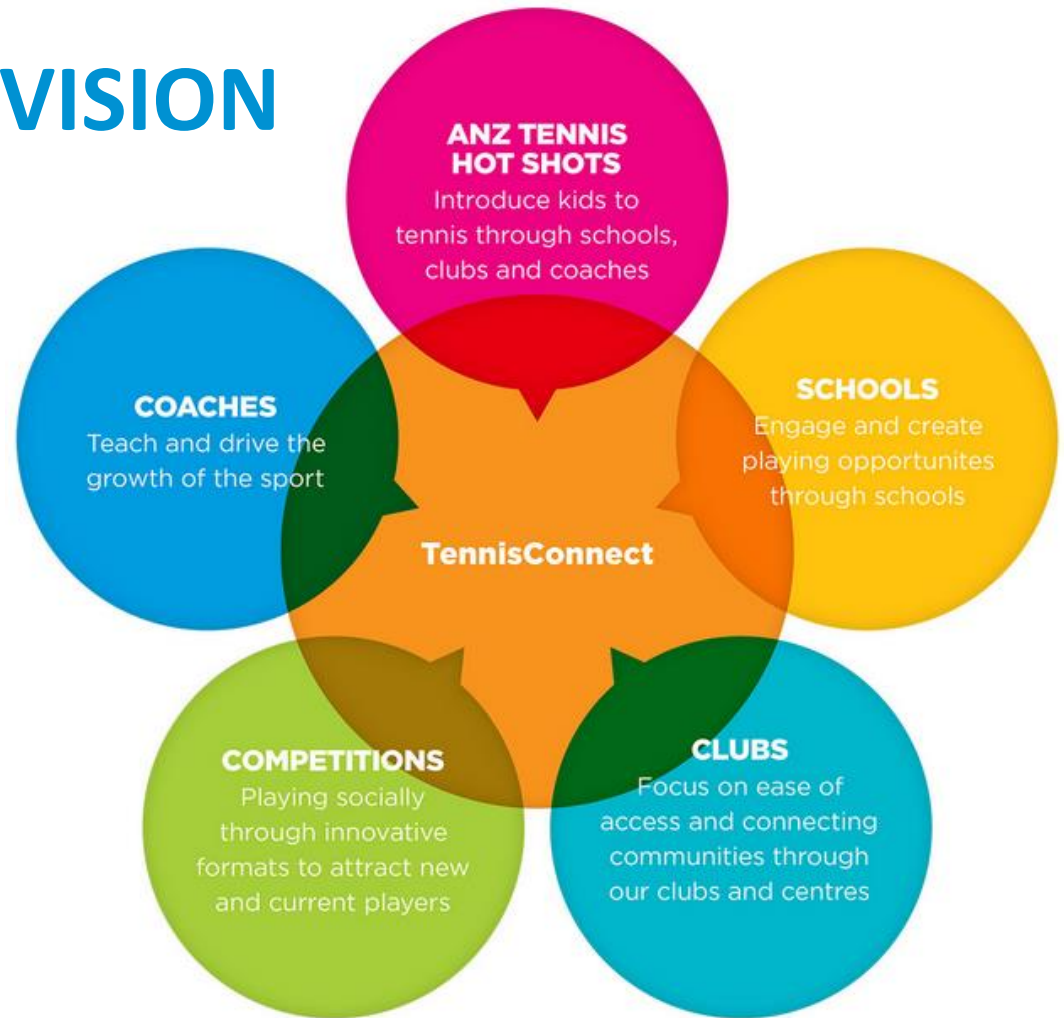 VISION
ANZ TENNIS
HOT SHOTS
Introduce kids to
tennis through schools,
clubs and coaches
COACHES
Teach and drive the
growth of the sport
SCHOOLS
Engage and create
playing opportunites
through schools
TennisConnect
COMPETITIONS
Playing socially
through innovative
formats to attract new
and current players
CLUBS
Focus on ease of
access and connecting
communities through
our clubs and centres